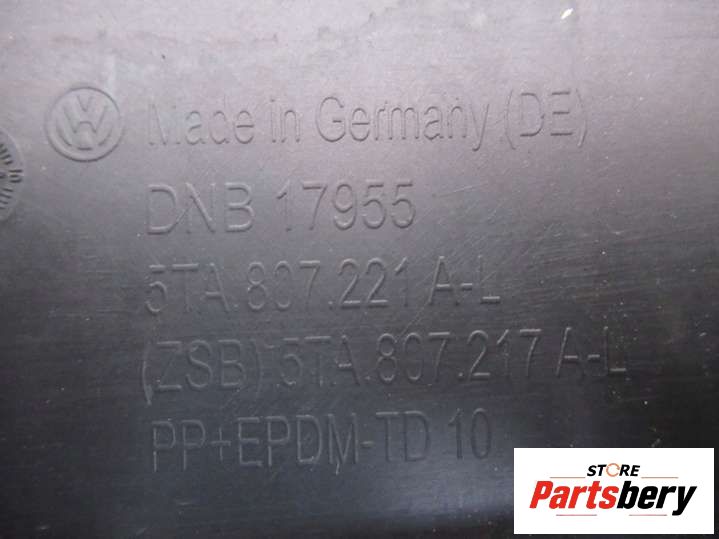 VW Made in Germany (DE)
DNB 17955
5TA.807.221 A-L
(ZSB) 5TA.807.217 A-L
PP+EPDM-TD 10
STORE
Partsbery